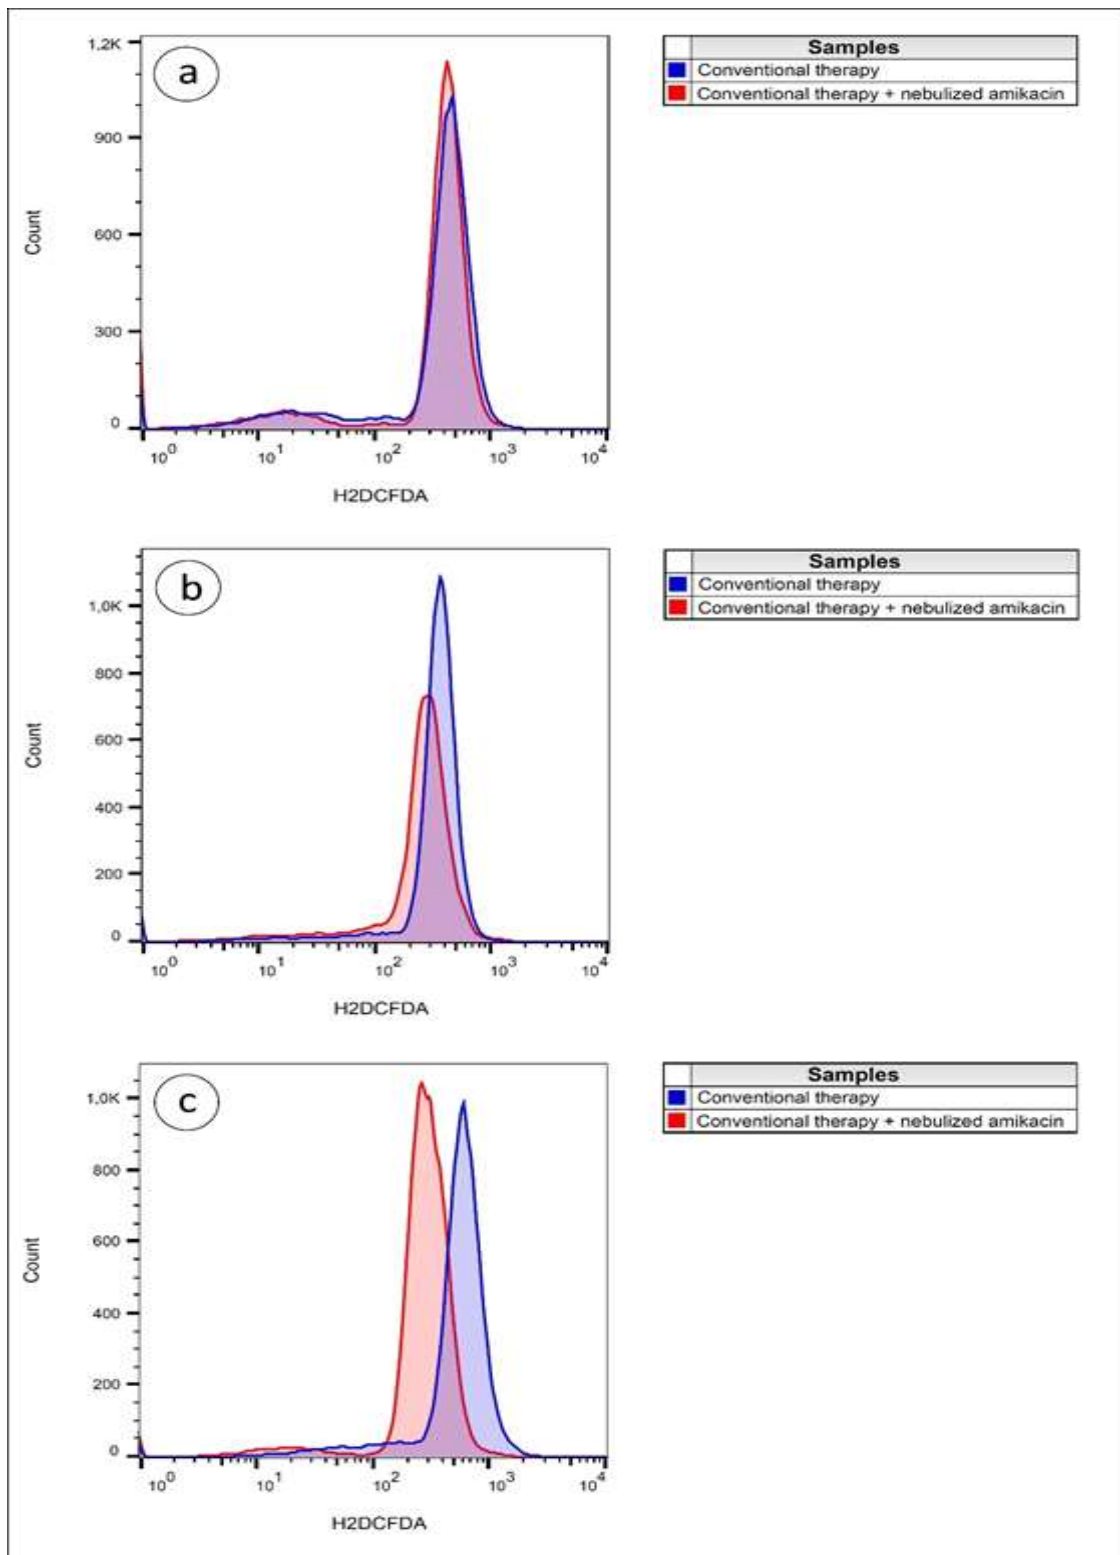 a
1,2K
900
600
300
0
Count
10⁰ 10¹ 10² 10³ 10⁴
H2DCFDA
Samples
Conventional therapy
Conventional therapy + nebulized amikacin
b
1,0K
800
600
400
200
0
Count
10⁰ 10¹ 10² 10³ 10⁴
H2DCFDA
Samples
Conventional therapy
Conventional therapy + nebulized amikacin
c
1,0K
800
600
400
200
0
Count
10⁰ 10¹ 10² 10³ 10⁴
H2DCFDA
Samples
Conventional therapy
Conventional therapy + nebulized amikacin